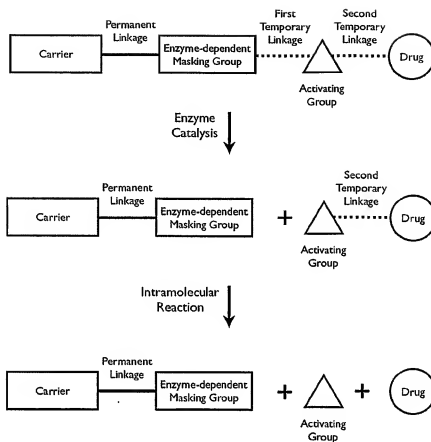 First
Temporary
Linkage
Second
Temporary
Linkage
Permanent
Linkage
Carrier
Enzyme-dependent
Masking Group
Drug
Activating
Group
Enzyme
Catalysis
Second
Temporary
Linkage
Permanent
Linkage
Carrier
Enzyme-dependent
Masking Group
+
Drug
Activating
Group
Intramolecular
Reaction
Permanent
Linkage
Carrier
Enzyme-dependent
Masking Group
+
+
Drug
Activating
Group